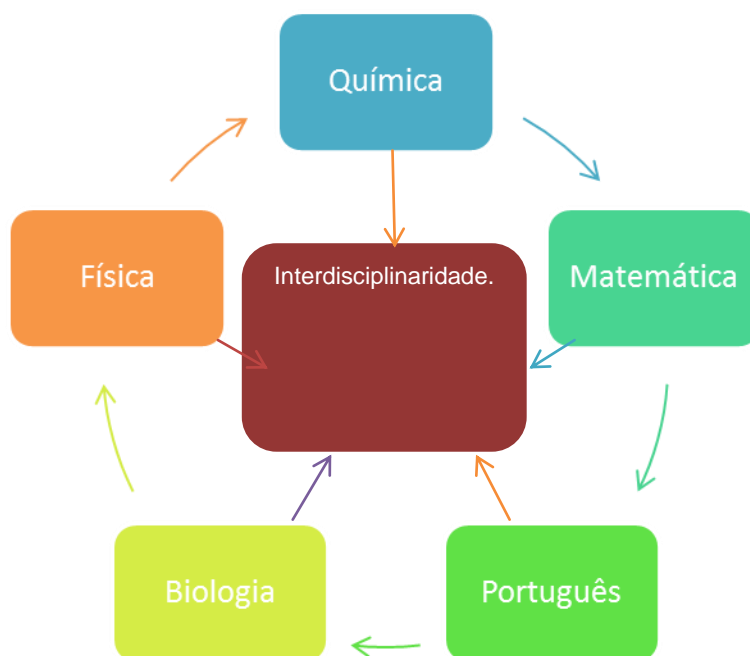 Química
Física
Interdisciplinaridade.
Matemática
Biologia
Português